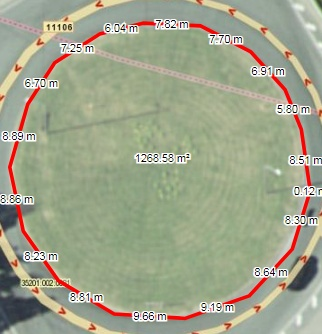 11106
6.04 m
7.82 m
7.25 m
7.70 m
6.70 m
6.91 m
5.80 m
8.89 m
1268.58 m²
8.51 m
0.12 m
8.86 m
8.30 m
8.23 m
8.64 m
8.81 m
9.19 m
9.66 m